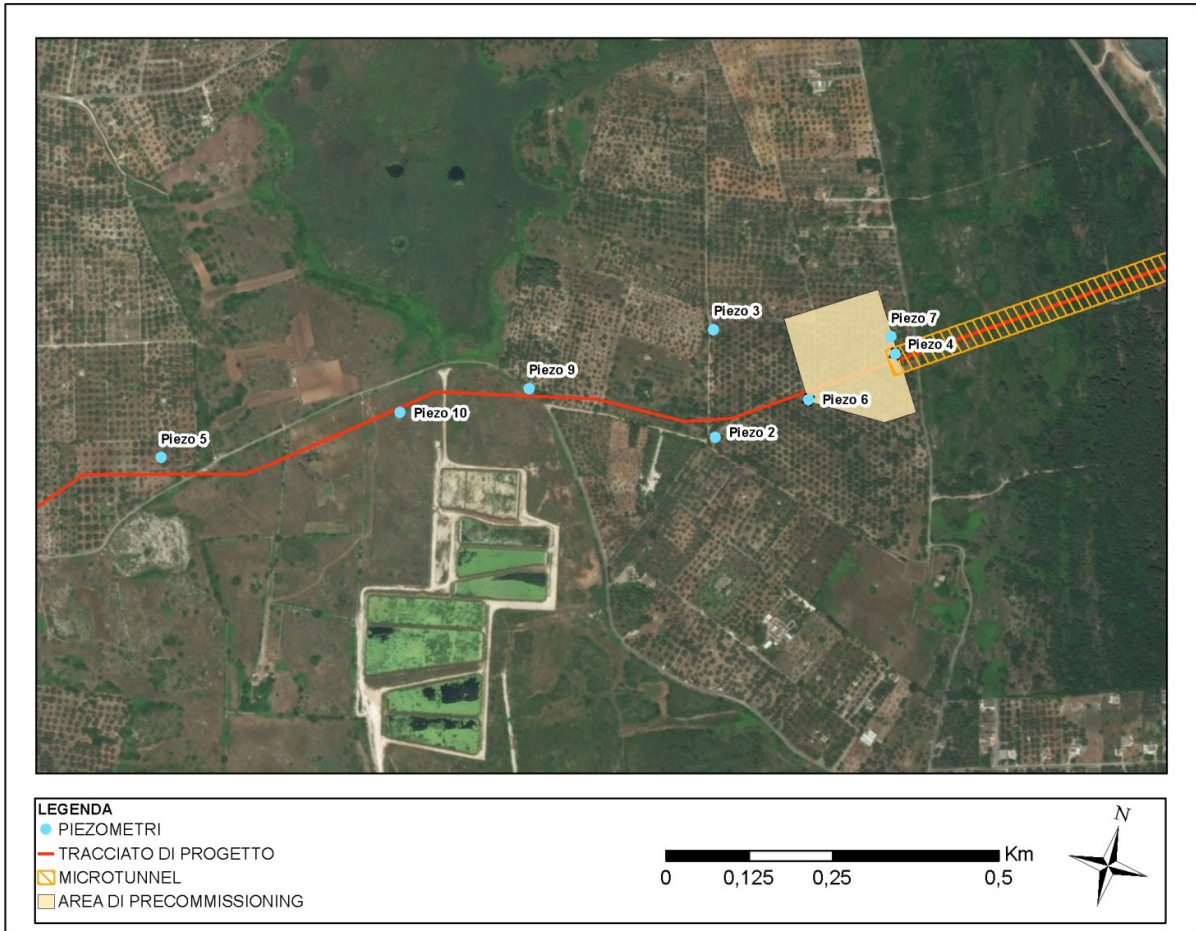 Piezo 3
Piezo 7
Piezo 4
Piezo 9
Piezo 6
Piezo 10
Piezo 2
Piezo 5
LEGENDA
PIEZOMETRI
TRACCIATO DI PROGETTO
MICROTUNNEL
AREA DI PRECOMMISSIONING
Km
0 0,125 0,25 0,5
N